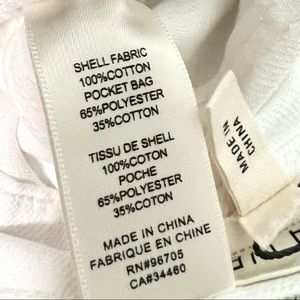 SHELL FABRIC
100%COTTON
POCKET BAG
65%POLYESTER
35%COTTON
TISSU DE SHELL
100%COTON
POCHE
65%POLYESTER
35%COTON
MADE IN CHINA
FABRIQUE EN CHINE
RN#96705
CA#34460
MADE IN
CHINA